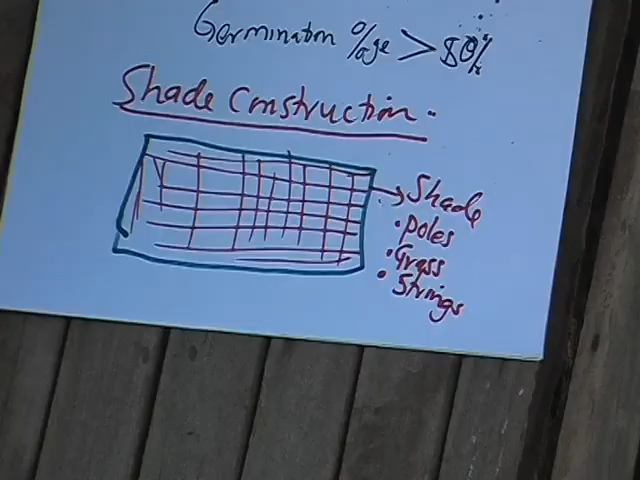 Germination %age > 80%
Shade Construction.
→ Shade
• Poles
• Grass
• Strings